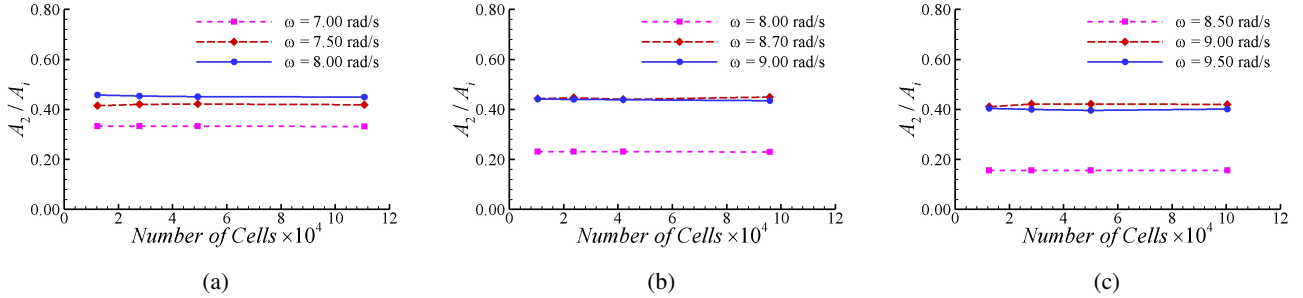 0.80
0.60
0.40
0.20
0.00
A₂ / Aᵢ
ω = 7.00 rad/s
ω = 7.50 rad/s
ω = 8.00 rad/s
0 2 4 6 8 10 12
Number of Cells ×10⁴
(a)
0.80
0.60
0.40
0.20
0.00
A₂ / Aᵢ
ω = 8.00 rad/s
ω = 8.70 rad/s
ω = 9.00 rad/s
0 2 4 6 8 10 12
Number of Cells ×10⁴
(b)
0.80
0.60
0.40
0.20
0.00
A₂ / Aᵢ
ω = 8.50 rad/s
ω = 9.00 rad/s
ω = 9.50 rad/s
0 2 4 6 8 10 12
Number of Cells ×10⁴
(c)